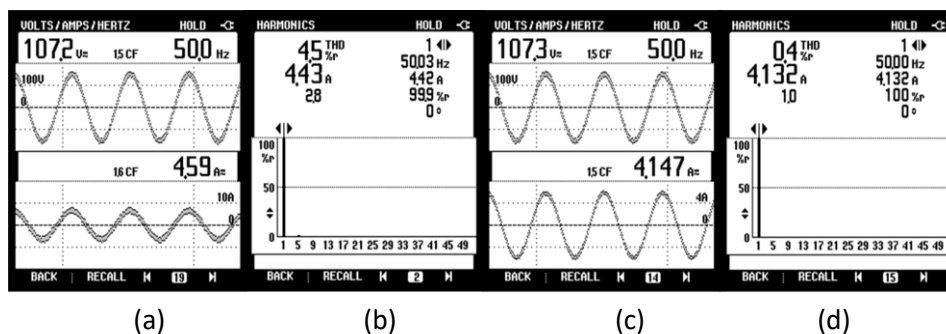 VOLTS/AMPS/HERTZ HOLD
107,2 V≂ 1,5 CF 50,0 Hz
100V
0
1,6 CF 4,59 A≂
10A
0
BACK RECALL 19
HARMONICS HOLD
4,5 THD %r 1
50,03 Hz
4,43 A 4,42 A
2,8 99,9 %r
0 °
100
%r
50
0
1 5 9 13 17 21 25 29 33 37 41 45 49
BACK RECALL 2
VOLTS/AMPS/HERTZ HOLD
107,3 V≂ 1,5 CF 50,0 Hz
100V
0
1,5 CF 4,147 A≂
4A
0
BACK RECALL 14
HARMONICS HOLD
0,4 THD %r 1
50,00 Hz
4,132 A 4,132 A
1,0 100 %r
0 °
100
%r
50
0
1 5 9 13 17 21 25 29 33 37 41 45 49
BACK RECALL 15
(a) (b) (c) (d)